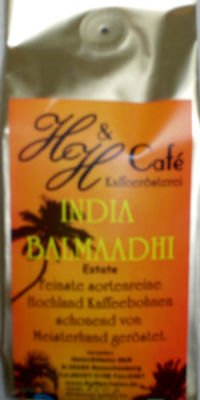 H & H Café
Kaffeerösterei
INDIA
BALMAADHI
Estate
Feinste sortenreine
Hochland Kaffeebohnen
schonend von
Meisterhand geröstet.